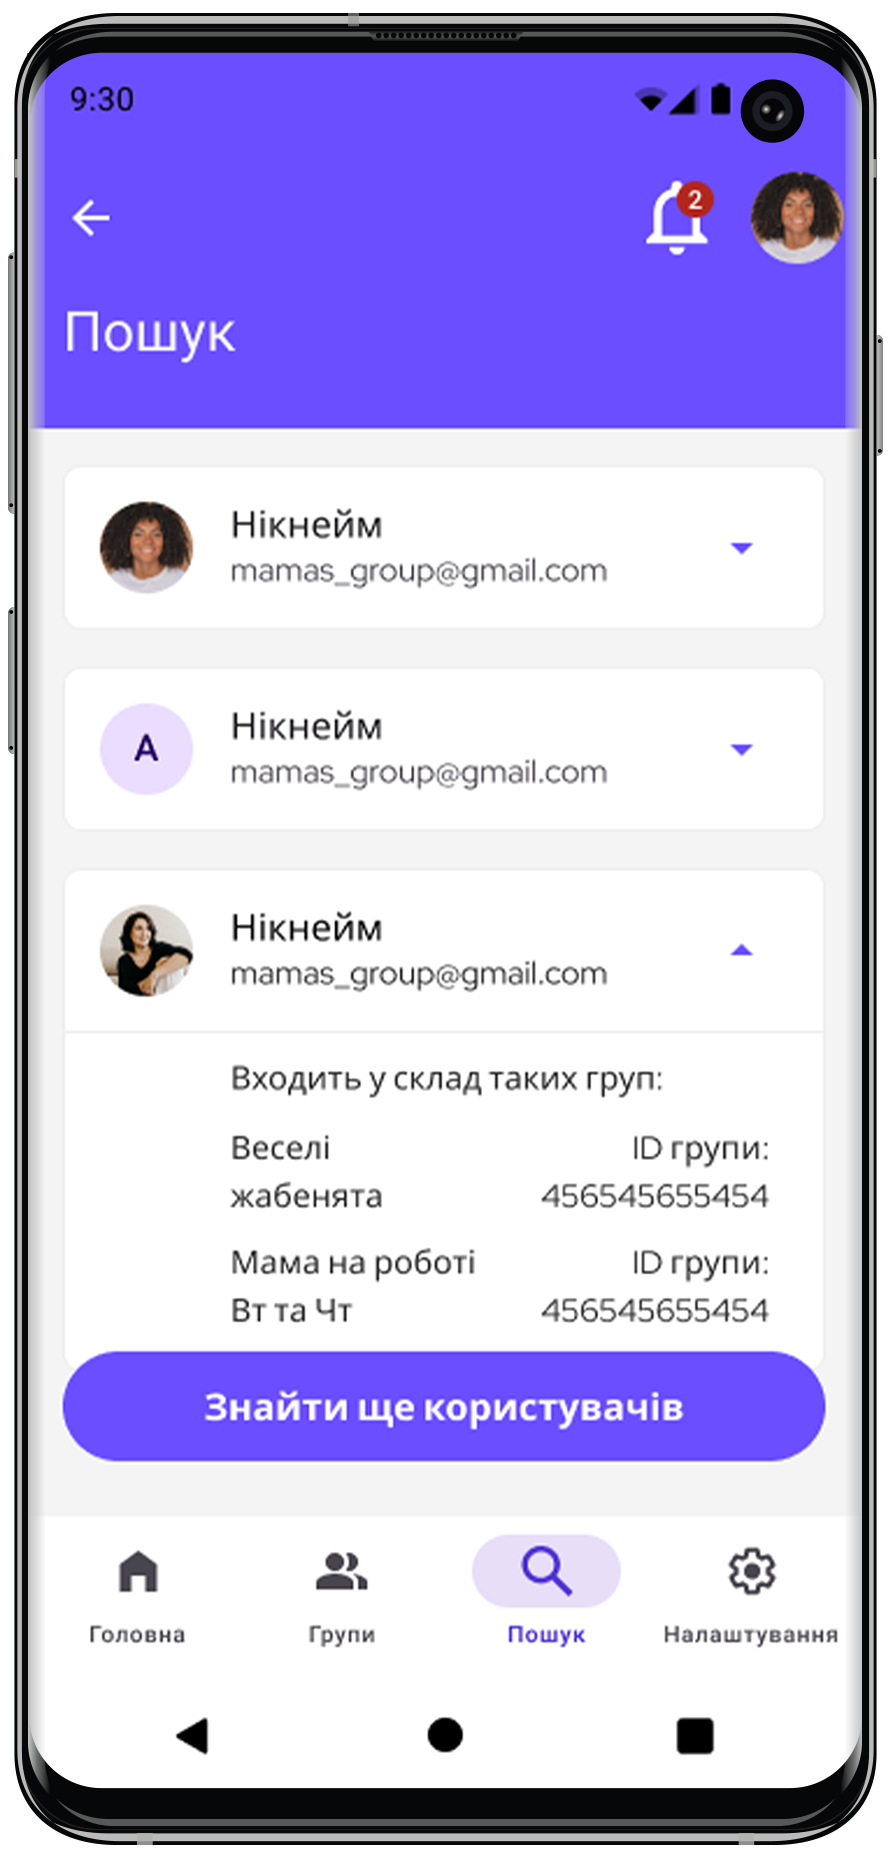 9:30
2
Пошук
Нікнейм
mamas_group@gmail.com
A
Нікнейм
mamas_group@gmail.com
Нікнейм
mamas_group@gmail.com
Входить у склад таких груп:
Веселі жабенята
ID групи: 456545655454
Мама на роботі Вт та Чт
ID групи: 456545655454
Знайти ще користувачів
Головна
Групи
Пошук
Налаштування